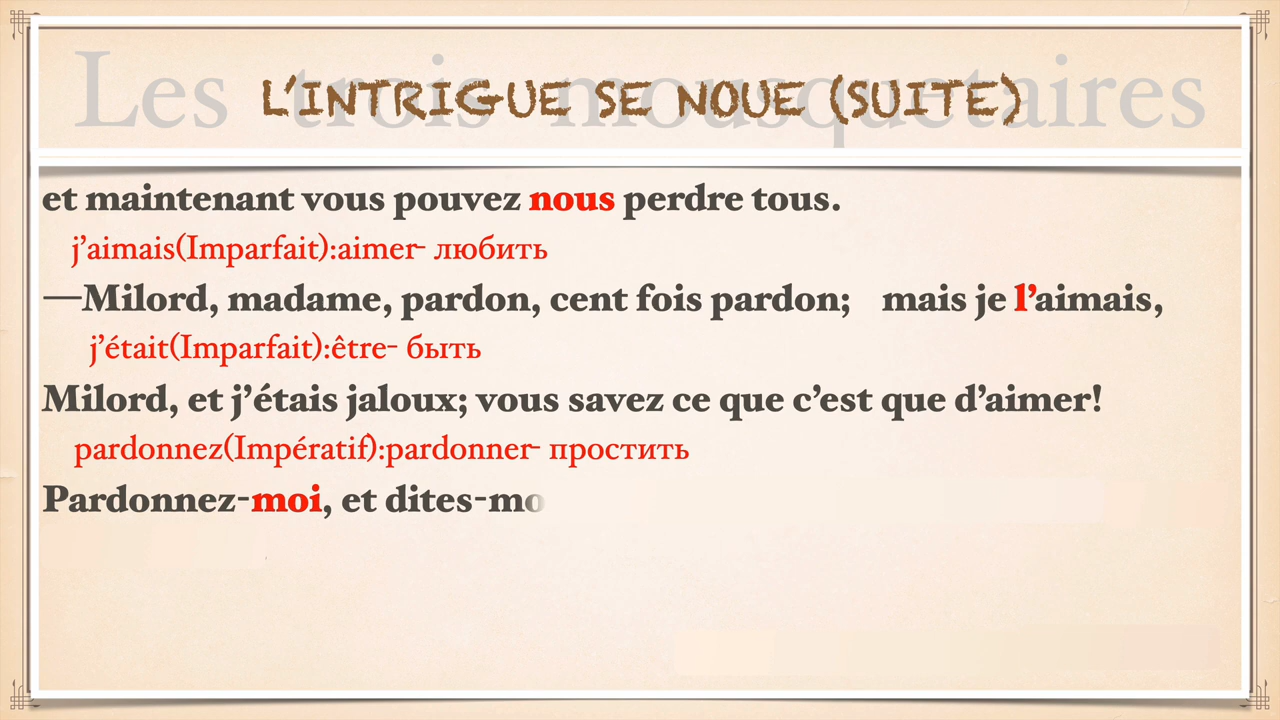 Les trois mousquetaires
L'INTRIGUE SE NOUE (SUITE)
et maintenant vous pouvez nous perdre tous.
j'aimais(Imparfait):aimer- любить
—Milord, madame, pardon, cent fois pardon; mais je l'aimais,
j'était(Imparfait):être- быть
Milord, et j'étais jaloux; vous savez ce que c'est que d'aimer!
pardonnez(Impératif):pardonner- простить
Pardonnez-moi, et dites-mo